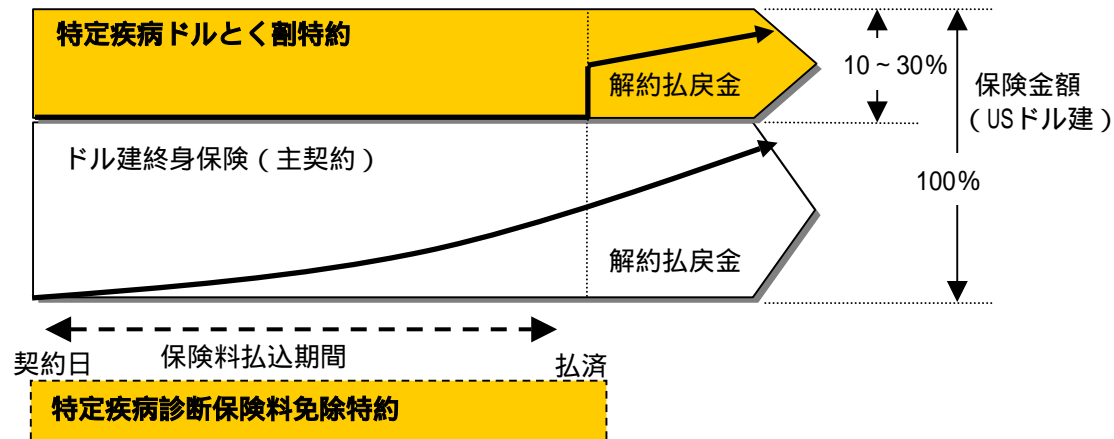 特定疾病ドルとく割特約
解約払戻金
10~30%
保険金額
(USドル建)
ドル建終身保険(主契約)
100%
解約払戻金
契約日
保険料払込期間
払済
特定疾病診断保険料免除特約